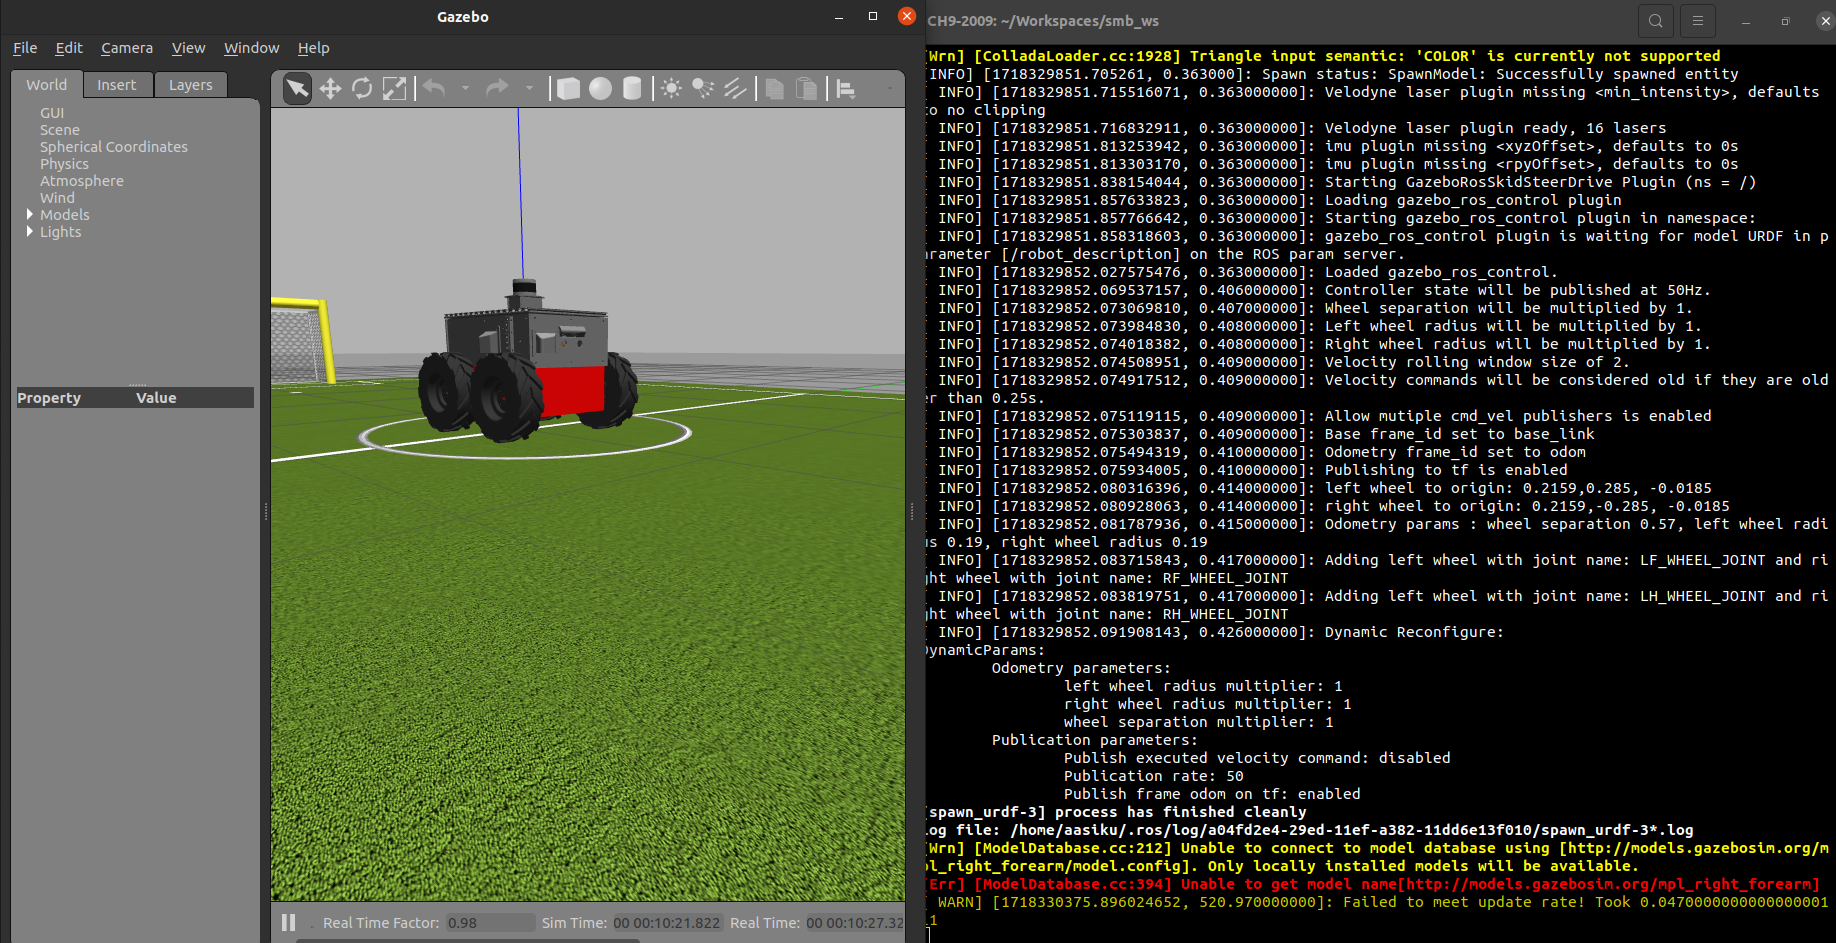 Gazebo
File Edit Camera View Window Help
World Insert Layers
GUI
Scene
Spherical Coordinates
Physics
Atmosphere
Wind
Models
Lights
Property Value
Real Time Factor: 0.98 Sim Time: 00 00:10:21.822 Real Time: 00 00:10:27.32
CH9-2009: ~/Workspaces/smb_ws
[Wrn] [ColladaLoader.cc:1928] Triangle input semantic: 'COLOR' is currently not supported
[INFO] [1718329851.705261, 0.363000]: Spawn status: SpawnModel: Successfully spawned entity
INFO] [1718329851.715516071, 0.363000000]: Velodyne laser plugin missing <min_intensity>, defaults
to no clipping
INFO] [1718329851.716832911, 0.363000000]: Velodyne laser plugin ready, 16 lasers
INFO] [1718329851.813253942, 0.363000000]: imu plugin missing <xyzOffset>, defaults to 0s
INFO] [1718329851.813303170, 0.363000000]: imu plugin missing <rpyOffset>, defaults to 0s
INFO] [1718329851.838154044, 0.363000000]: Starting GazeboRosSkidSteerDrive Plugin (ns = /)
INFO] [1718329851.857633823, 0.363000000]: Loading gazebo_ros_control plugin
INFO] [1718329851.857766642, 0.363000000]: Starting gazebo_ros_control plugin in namespace:
INFO] [1718329851.858318603, 0.363000000]: gazebo_ros_control plugin is waiting for model URDF in p
arameter [/robot_description] on the ROS param server.
INFO] [1718329852.027575476, 0.363000000]: Loaded gazebo_ros_control.
INFO] [1718329852.069537157, 0.406000000]: Controller state will be published at 50Hz.
INFO] [1718329852.073069810, 0.407000000]: Wheel separation will be multiplied by 1.
INFO] [1718329852.073984830, 0.408000000]: Left wheel radius will be multiplied by 1.
INFO] [1718329852.074018382, 0.408000000]: Right wheel radius will be multiplied by 1.
INFO] [1718329852.074508951, 0.409000000]: Velocity rolling window size of 2.
INFO] [1718329852.074917512, 0.409000000]: Velocity commands will be considered old if they are old
er than 0.25s.
INFO] [1718329852.075119115, 0.409000000]: Allow mutiple cmd_vel publishers is enabled
INFO] [1718329852.075303837, 0.409000000]: Base frame_id set to base_link
INFO] [1718329852.075494319, 0.410000000]: Odometry frame_id set to odom
INFO] [1718329852.075934005, 0.410000000]: Publishing to tf is enabled
INFO] [1718329852.080316396, 0.414000000]: left wheel to origin: 0.2159,0.285, -0.0185
INFO] [1718329852.080928063, 0.414000000]: right wheel to origin: 0.2159,-0.285, -0.0185
INFO] [1718329852.081787936, 0.415000000]: Odometry params : wheel separation 0.57, left wheel radi
us 0.19, right wheel radius 0.19
INFO] [1718329852.083715843, 0.417000000]: Adding left wheel with joint name: LF_WHEEL_JOINT and ri
ght wheel with joint name: RF_WHEEL_JOINT
INFO] [1718329852.083819751, 0.417000000]: Adding left wheel with joint name: LH_WHEEL_JOINT and ri
ght wheel with joint name: RH_WHEEL_JOINT
INFO] [1718329852.091908143, 0.426000000]: Dynamic Reconfigure:
DynamicParams:
Odometry parameters:
left wheel radius multiplier: 1
right wheel radius multiplier: 1
wheel separation multiplier: 1
Publication parameters:
Publish executed velocity command: disabled
Publication rate: 50
Publish frame odom on tf: enabled
[spawn_urdf-3] process has finished cleanly
log file: /home/aasiku/.ros/log/a04fd2e4-29ed-11ef-a382-11dd6e13f010/spawn_urdf-3*.log
[Wrn] [ModelDatabase.cc:212] Unable to connect to model database using [http://models.gazebosim.org/m
pl_right_forearm/model.config]. Only locally installed models will be available.
[Err] [ModelDatabase.cc:394] Unable to get model name[http://models.gazebosim.org/mpl_right_forearm]
WARN] [1718330375.896024652, 520.970000000]: Failed to meet update rate! Took 0.0470000000000000001
11